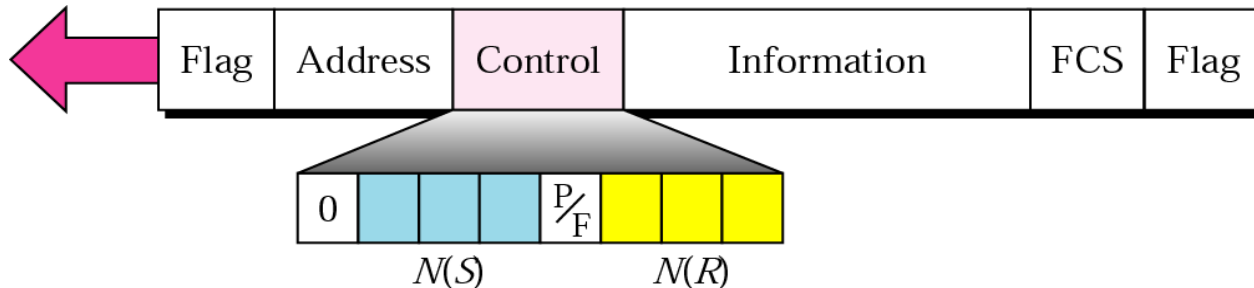 Flag Address Control Information FCS Flag
0 P/F
N(S) N(R)